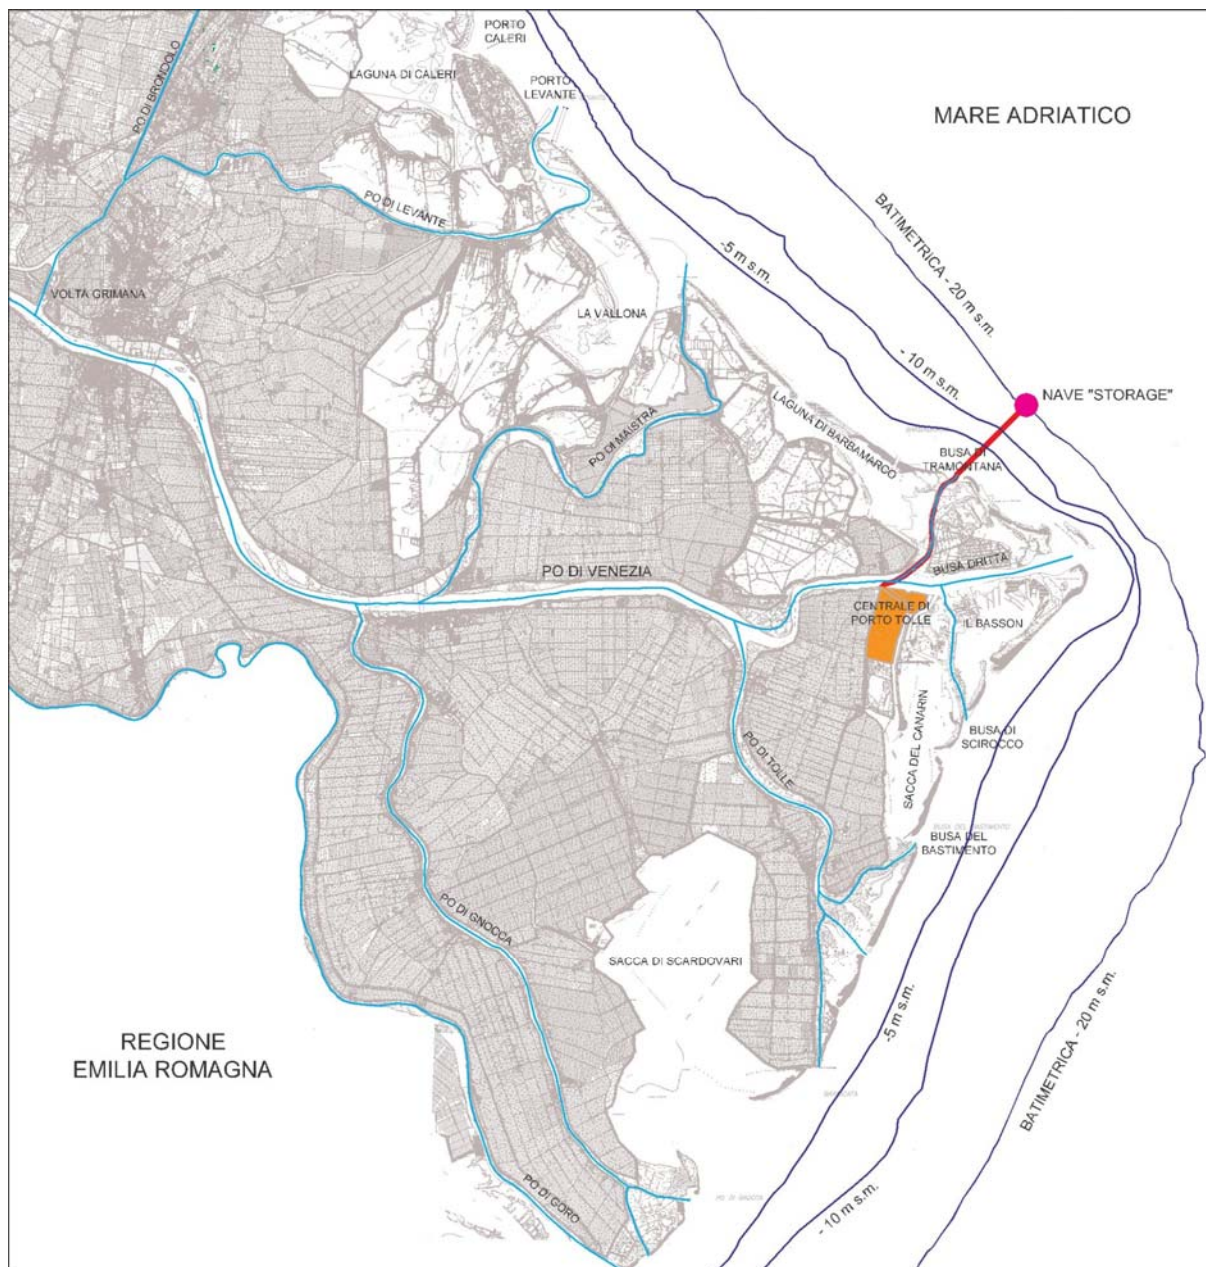 PORTO
CALERI
LAGUNA DI CALERI
PORTO
LEVANTE
PO DI BRONDOLO
MARE ADRIATICO
PO DI LEVANTE
BATIMETRICA - 20 m s.m.
-5 m s.m.
VOLTA GRIMANA
LA VALLONA
- 10 m s.m.
NAVE "STORAGE"
LAGUNA DI BARBAMARCO
PO DI MAISTRA
BUSA DI
TRAMONTANA
BUSA DRITTA
PO DI VENEZIA
CENTRALE DI
PORTO TOLLE
IL BASSON
SACCA DEL CANARIN
BUSA DI
SCIROCCO
PO DI TOLLE
BUSA DEL BASTIMENTO
BUSA DEL
BASTIMENTO
PO DI GNOCCA
SACCA DI SCARDOVARI
-5 m s.m.
REGIONE
EMILIA ROMAGNA
BATIMETRICA - 20 m s.m.
PO DI GORO
- 10 m s.m.